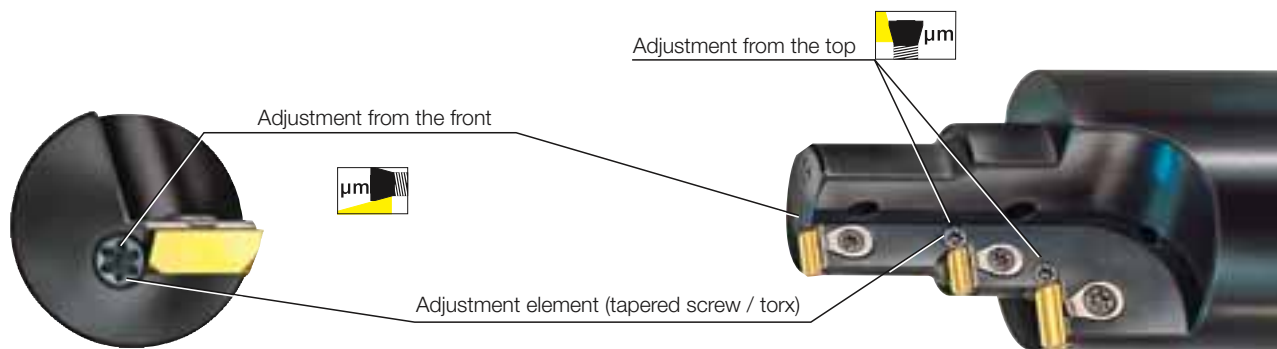 Adjustment from the top
µm
Adjustment from the front
µm
Adjustment element (tapered screw / torx)